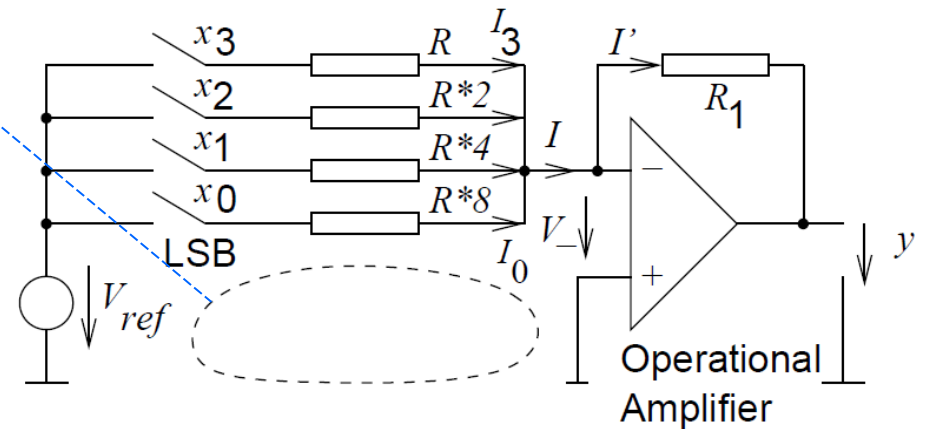 x3 R I3 I'
x2 R*2 R1
x1 R*4 I
x0 R*8 −
LSB I0 V− y
Vref +
Operational
Amplifier